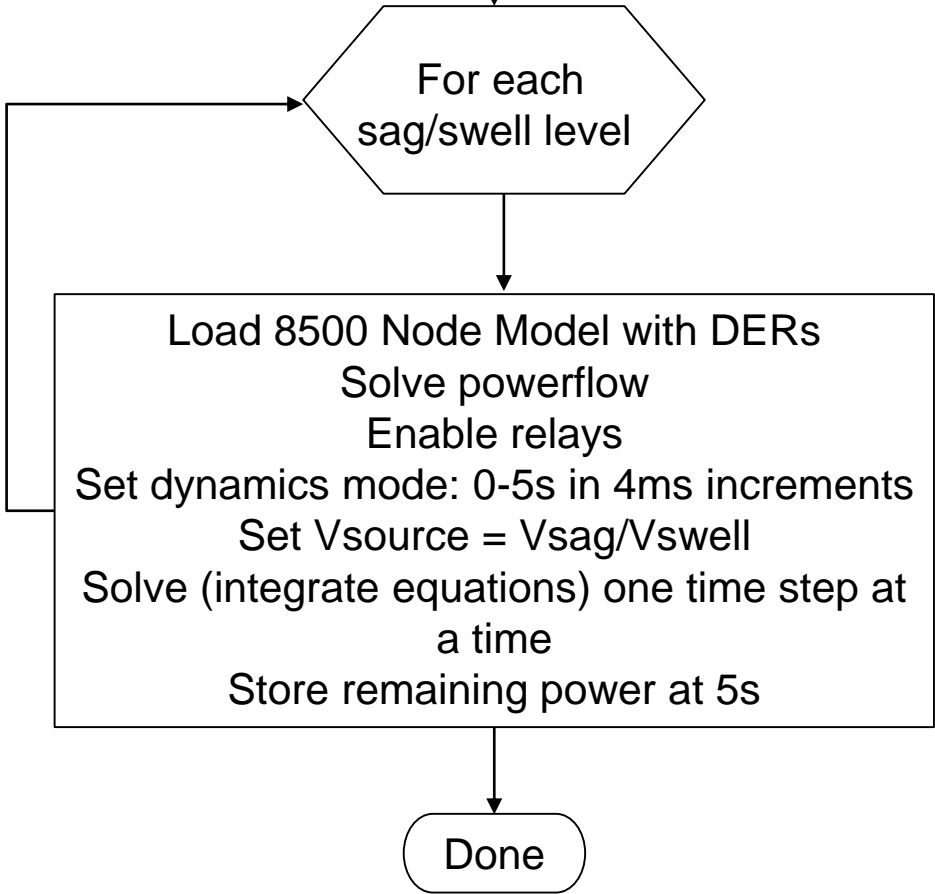 For each
sag/swell level
Load 8500 Node Model with DERs
Solve powerflow
Enable relays
Set dynamics mode: 0-5s in 4ms increments
Set Vsource = Vsag/Vswell
Solve (integrate equations) one time step at
a time
Store remaining power at 5s
Done